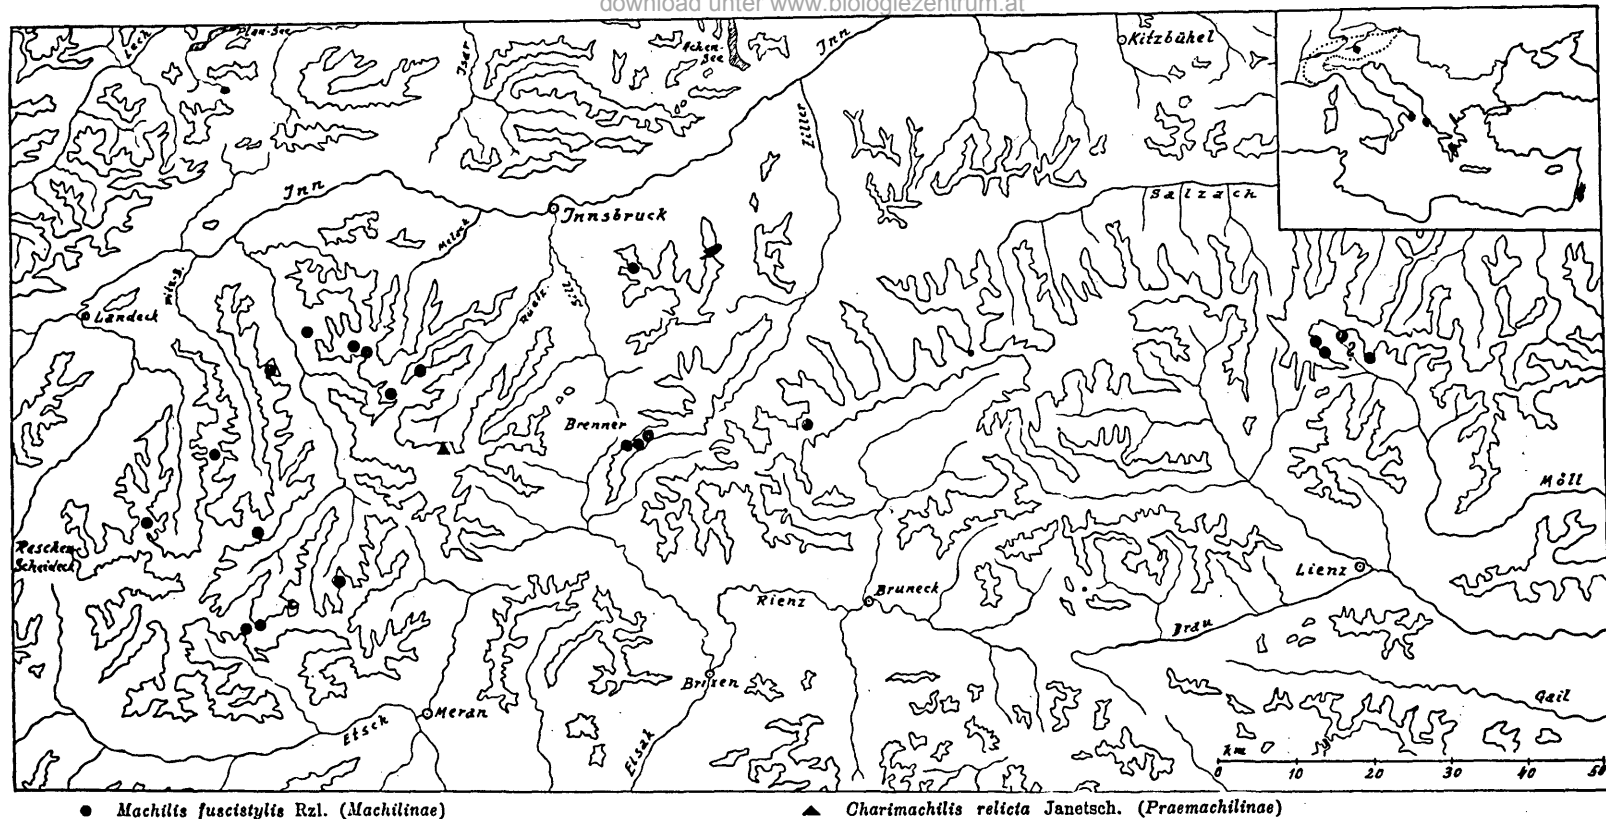 download unter www.biologiezentrum.at
Lech
Plan-See
Isar
Achen-
See
Inn
Kitzbühel
Ziller
Inn
Innsbruck
Melach
Salzach
Landeck
Pitz-B.
Sill
Brenner
Möll
Reschen-
Scheideck
Lienz
Bruneck
Rienz
Drau
Brixen
Gail
Meran
Etsch
Eisak
km
0 10 20 30 40 50
?
● Machilis fuscistylis Rzl. (Machilinae)
▲ Charimachilis relicta Janetsch. (Praemachilinae)